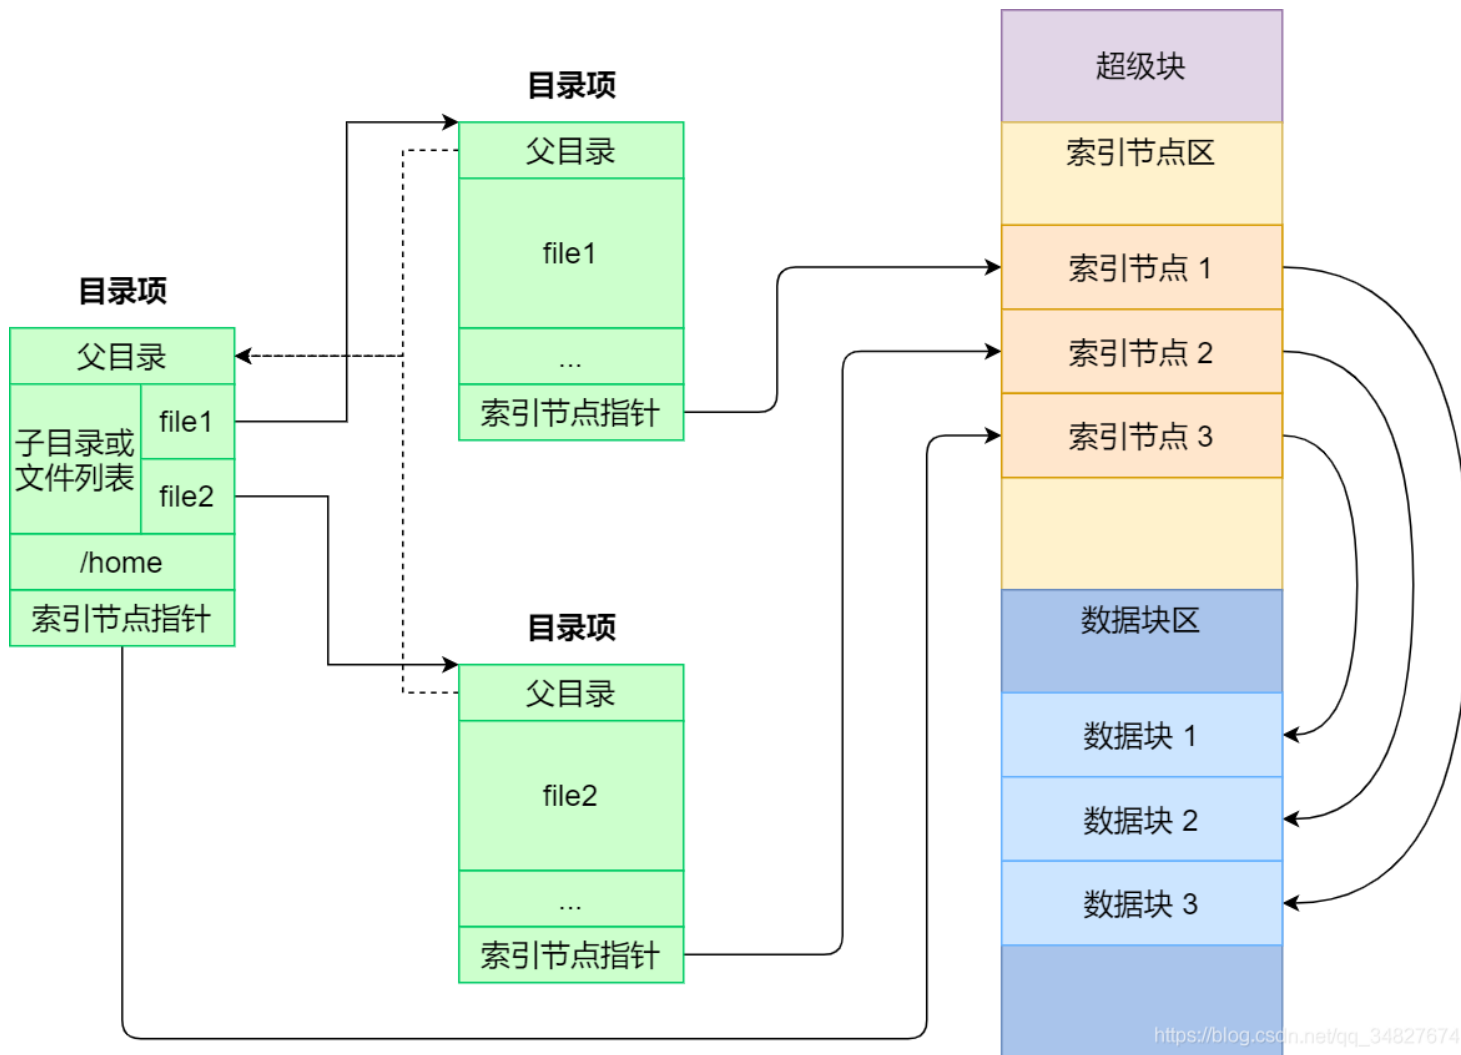 目录项
父目录
子目录或
文件列表
file1
file2
/home
索引节点指针
目录项
父目录
file1
...
索引节点指针
目录项
父目录
file2
...
索引节点指针
超级块
索引节点区
索引节点 1
索引节点 2
索引节点 3
数据块区
数据块 1
数据块 2
数据块 3
https://blog.csdn.net/qq_34827674